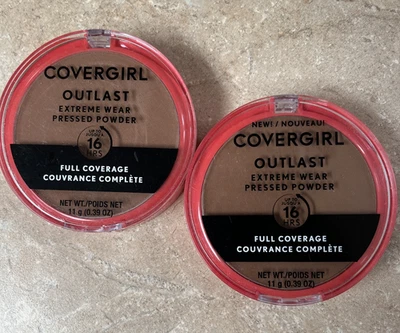 COVERGIRL
OUTLAST
EXTREME WEAR
PRESSED POWDER
16
HRS
FULL COVERAGE
COUVRANCE COMPLÈTE
NET WT./POIDS NET
11 g (0.39 OZ)
NEW! / NOUVEAU!
COVERGIRL
OUTLAST
EXTREME WEAR
PRESSED POWDER
16
HRS
FULL COVERAGE
COUVRANCE COMPLÈTE
NET WT./POIDS NET
11 g (0.39 OZ)